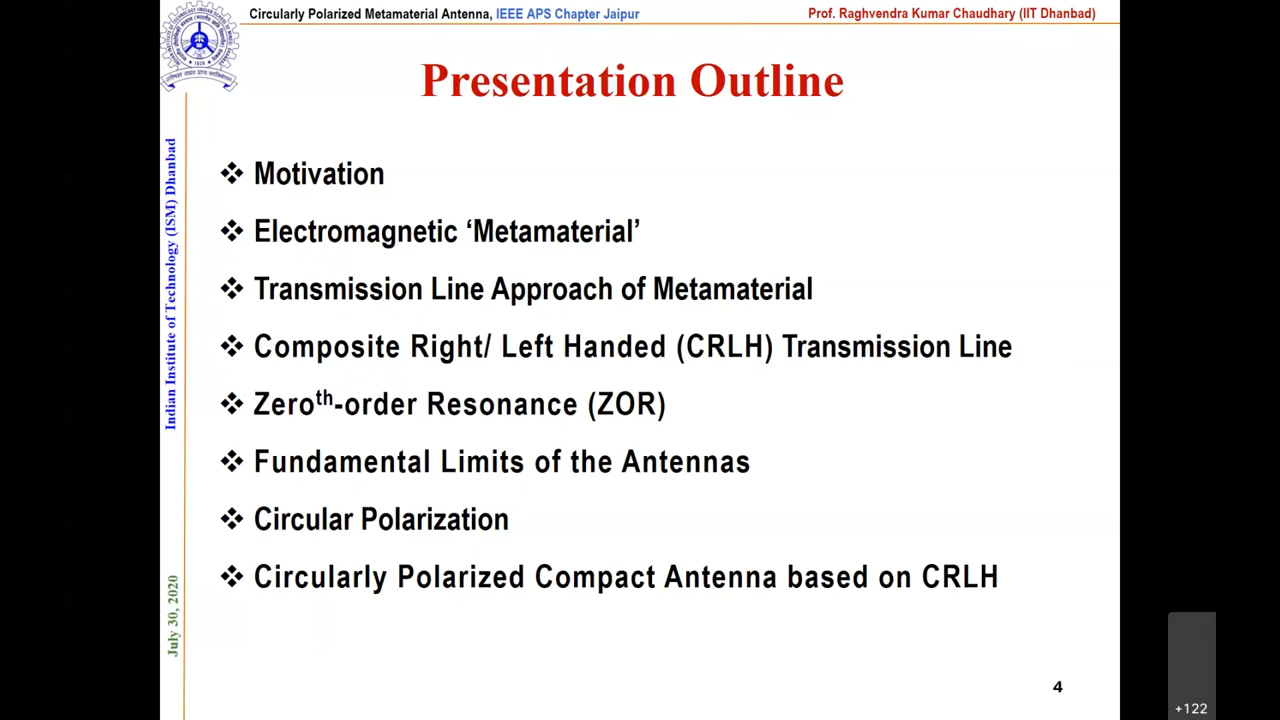 Circularly Polarized Metamaterial Antenna, IEEE APS Chapter Jaipur
Prof. Raghvendra Kumar Chaudhary (IIT Dhanbad)
Presentation Outline
❖ Motivation
❖ Electromagnetic ‘Metamaterial’
❖ Transmission Line Approach of Metamaterial
❖ Composite Right/ Left Handed (CRLH) Transmission Line
❖ Zeroth-order Resonance (ZOR)
❖ Fundamental Limits of the Antennas
❖ Circular Polarization
❖ Circularly Polarized Compact Antenna based on CRLH
Indian Institute of Technology (ISM) Dhanbad
July 30, 2020
4
+122